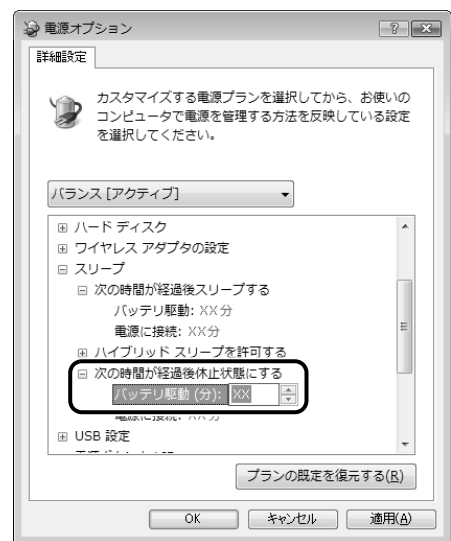 電源オプション
詳細設定
カスタマイズする電源プランを選択してから、お使いの
コンピュータで電源を管理する方法を反映している設定
を選択してください。
バランス [アクティブ]
ハード ディスク
ワイヤレス アダプタの設定
スリープ
次の時間が経過後スリープする
バッテリ駆動: XX分
電源に接続: XX分
ハイブリッド スリープを許可する
次の時間が経過後休止状態にする
バッテリ駆動 (分): XX
電源に接続: XX分
USB 設定
プランの既定を復元する(R)
OK キャンセル 適用(A)